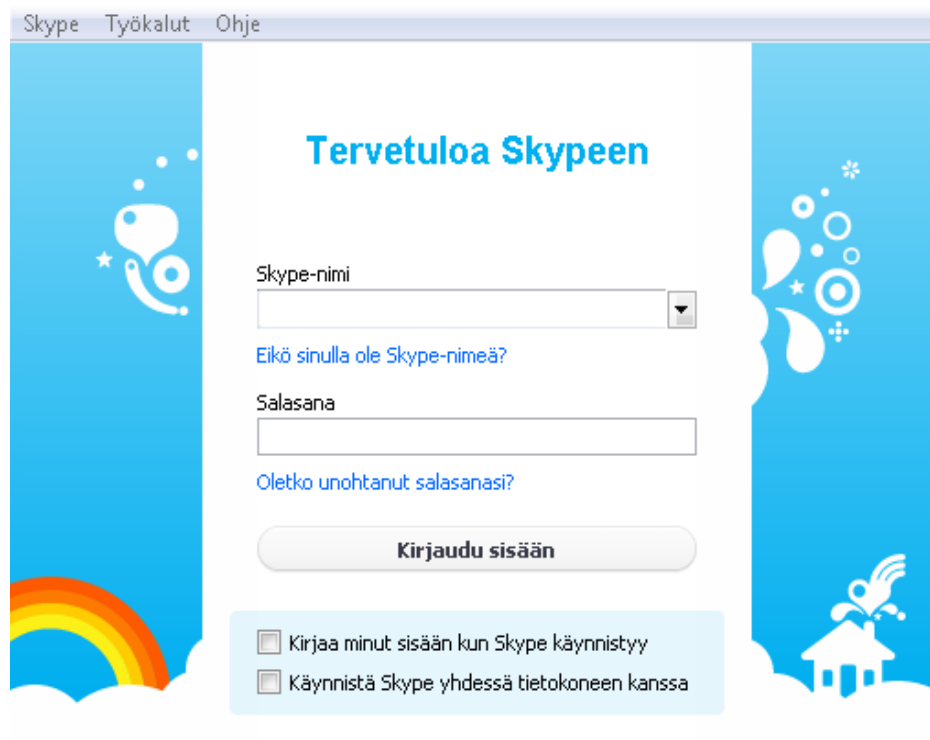 Skype Työkalut Ohje
Tervetuloa Skypeen
Skype-nimi
Eikö sinulla ole Skype-nimeä?
Salasana
Oletko unohtanut salasanasi?
Kirjaudu sisään
Kirjaa minut sisään kun Skype käynnistyy
Käynnistä Skype yhdessä tietokoneen kanssa